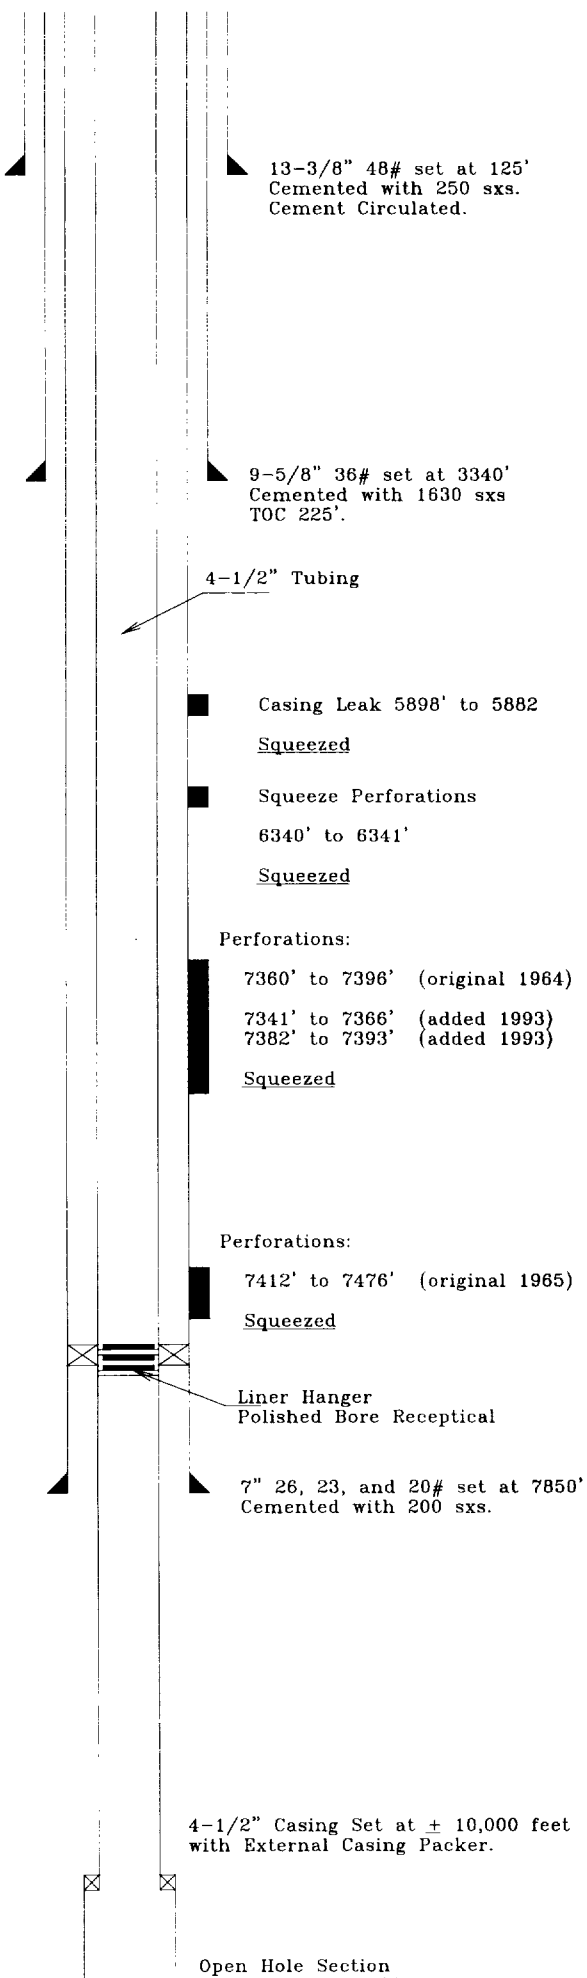 13-3/8" 48# set at 125'
Cemented with 250 sxs.
Cement Circulated.
9-5/8" 36# set at 3340'
Cemented with 1630 sxs
TOC 225'.
4-1/2" Tubing
Casing Leak 5898' to 5882
Squeezed
Squeeze Perforations
6340' to 6341'
Squeezed
Perforations:
7360' to 7396' (original 1964)
7341' to 7366' (added 1993)
7382' to 7393' (added 1993)
Squeezed
Perforations:
7412' to 7476' (original 1965)
Squeezed
Liner Hanger
Polished Bore Receptical
7" 26, 23, and 20# set at 7850'
Cemented with 200 sxs.
4-1/2" Casing Set at ± 10,000 feet
with External Casing Packer.
Open Hole Section